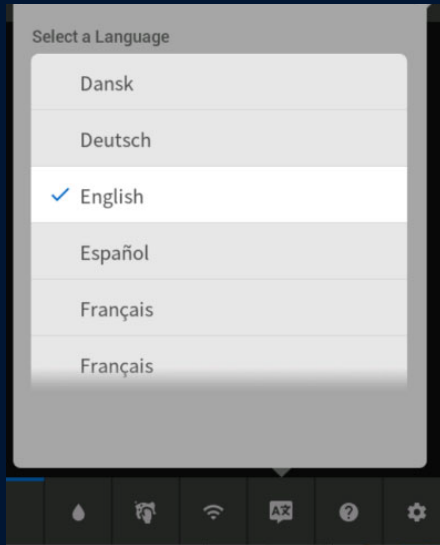 Select a Language
Dansk
Deutsch
English
Español
Français
Français